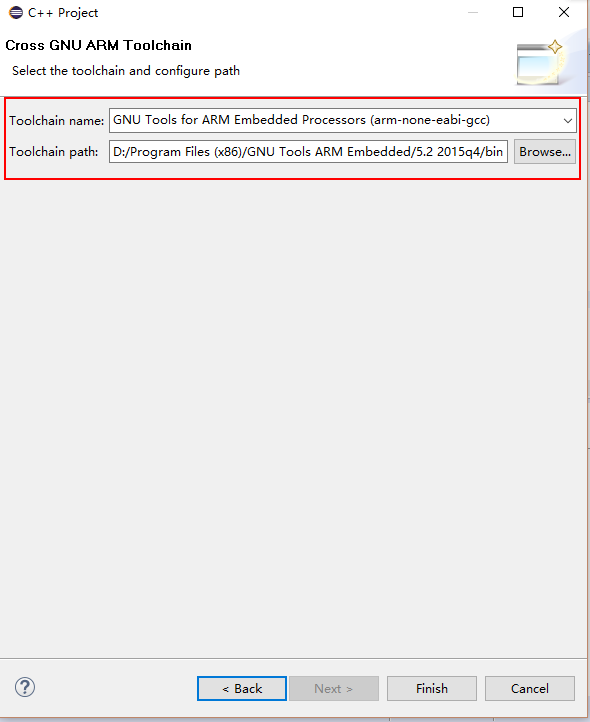 C++ Project
Cross GNU ARM Toolchain
Select the toolchain and configure path
Toolchain name: GNU Tools for ARM Embedded Processors (arm-none-eabi-gcc)
Toolchain path: D:/Program Files (x86)/GNU Tools ARM Embedded/5.2 2015q4/bin Browse...
? < Back Next > Finish Cancel